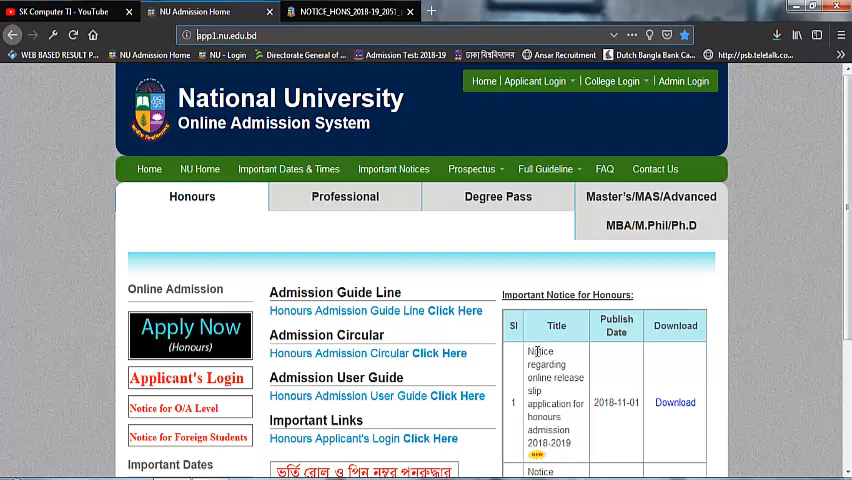 SK Computer TJ - YouTube
NU Admission Home
NOTICE_HONS_2018-19_2051_
app1.nu.edu.bd
WEB BASED RESULT P...
NU Admission Home
NU - Login
Directorate General of ...
Admission Test: 2018-19
ঢাকা বিশ্ববিদ্যালয়
Ansar Recruitment
Dutch Bangla Bank Ca...
http://psb.teletalk.co...
Home | Applicant Login | College Login | Admin Login
National University
Online Admission System
Home
NU Home
Important Dates & Times
Important Notices
Prospectus
Full Guideline
FAQ
Contact Us
Honours
Professional
Degree Pass
Master's/MAS/Advanced
MBA/M.Phil/Ph.D
Online Admission
Apply Now
(Honours)
Applicant's Login
Notice for O/A Level
Notice for Foreign Students
Important Dates
Admission Guide Line
Honours Admission Guide Line Click Here
Admission Circular
Honours Admission Circular Click Here
Admission User Guide
Honours Admission User Guide Click Here
Important Links
Honours Applicant's Login Click Here
ভর্তি রোল ও পিন নম্বর পুনরুদ্ধার
Important Notice for Honours:
Sl
Title
Publish
Date
Download
1
Notice
regarding
online release
slip
application for
honours
admission
2018-2019
NEW
2018-11-01
Download
Notice